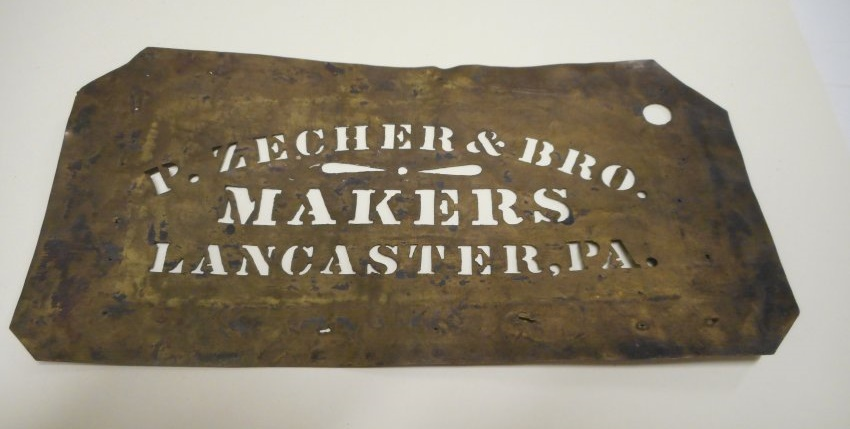 P. ZECHER & BRO.
MAKERS
LANCASTER, PA.